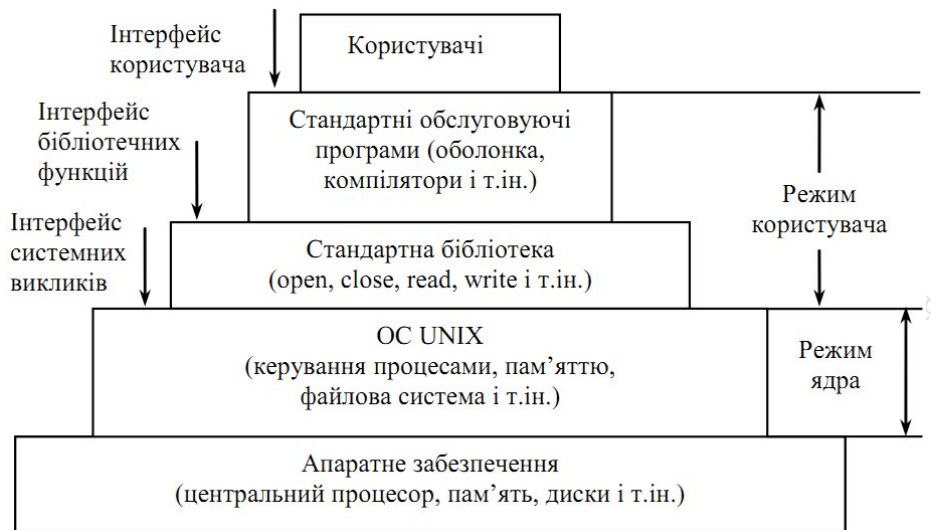 Інтерфейс
користувача
Користувачі
Інтерфейс
бібліотечних
функцій
Стандартні обслуговуючі
програми (оболонка,
компілятори і т.ін.)
Режим
користувача
Інтерфейс
системних
викликів
Стандартна бібліотека
(open, close, read, write і т.ін.)
ОС UNIX
(керування процесами, пам’яттю,
файлова система і т.ін.)
Режим
ядра
Апаратне забезпечення
(центральний процесор, пам’ять, диски і т.ін.)